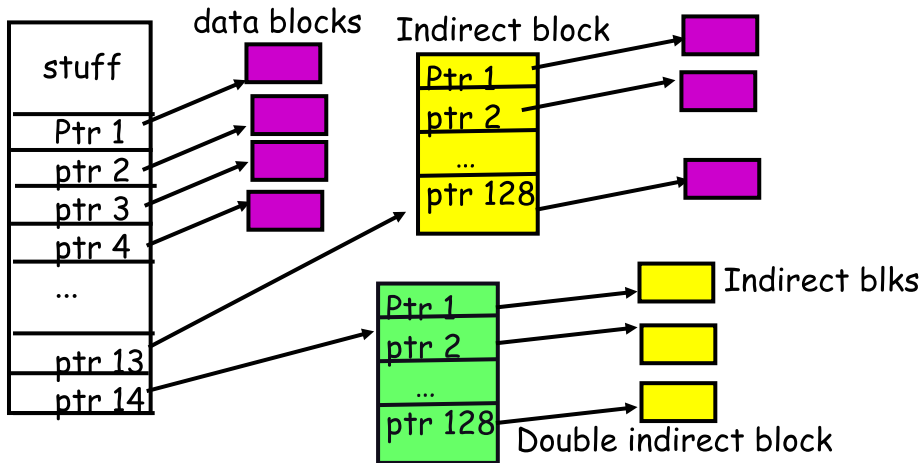 data blocks
Indirect block
stuff
Ptr 1
ptr 2
ptr 3
ptr 4
...
ptr 13
ptr 14
Ptr 1
ptr 2
...
ptr 128
Indirect blks
Ptr 1
ptr 2
...
ptr 128
Double indirect block